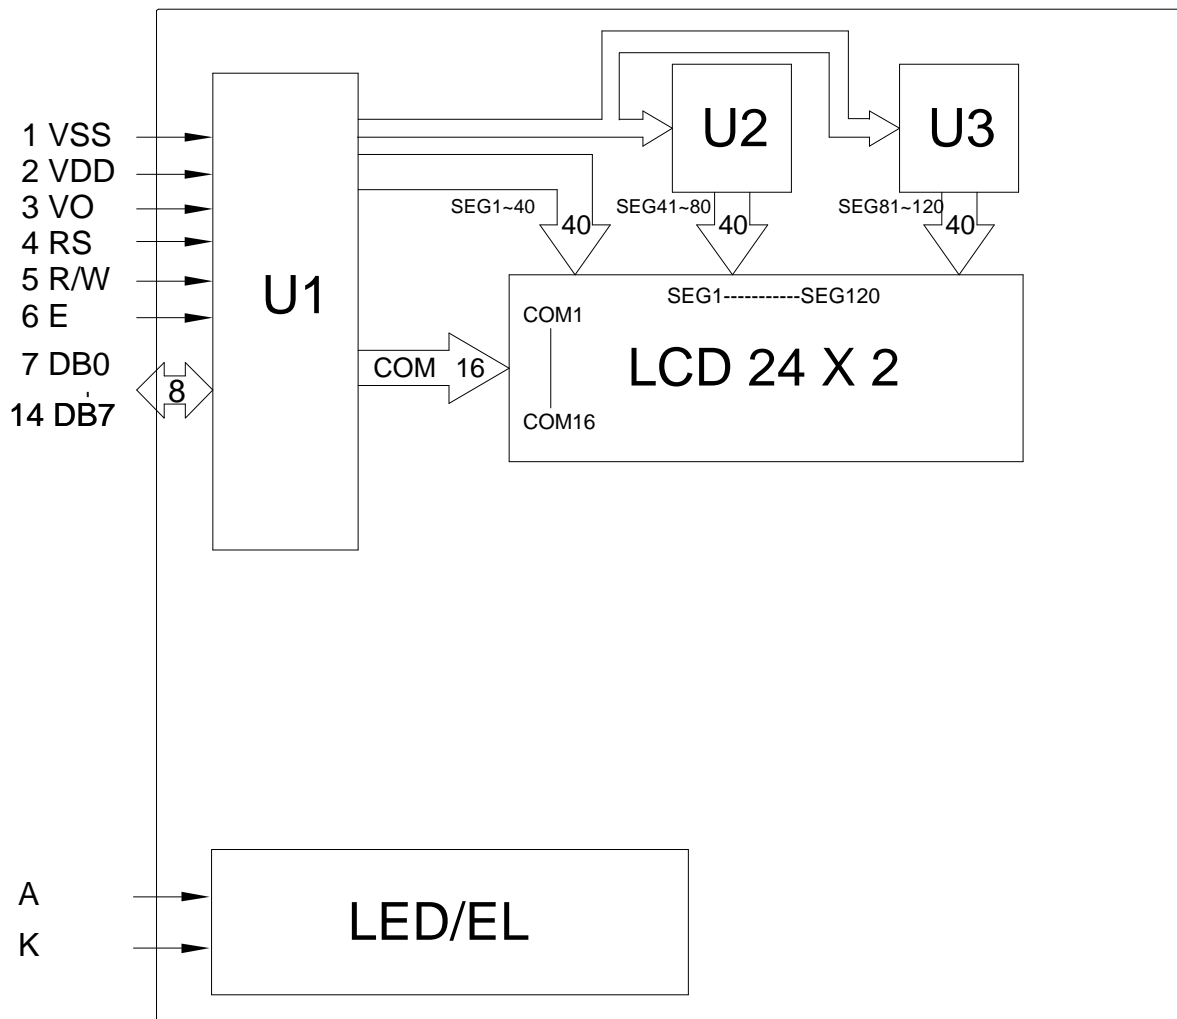 1 VSS
2 VDD
3 VO
4 RS
5 R/W
6 E
7 DB0
-
14 DB7
8
U1
U2
U3
SEG1~40
40
SEG41~80
40
SEG81~120
40
SEG1-----------SEG120
COM1
COM16
COM 16
LCD 24 X 2
A
K
LED/EL